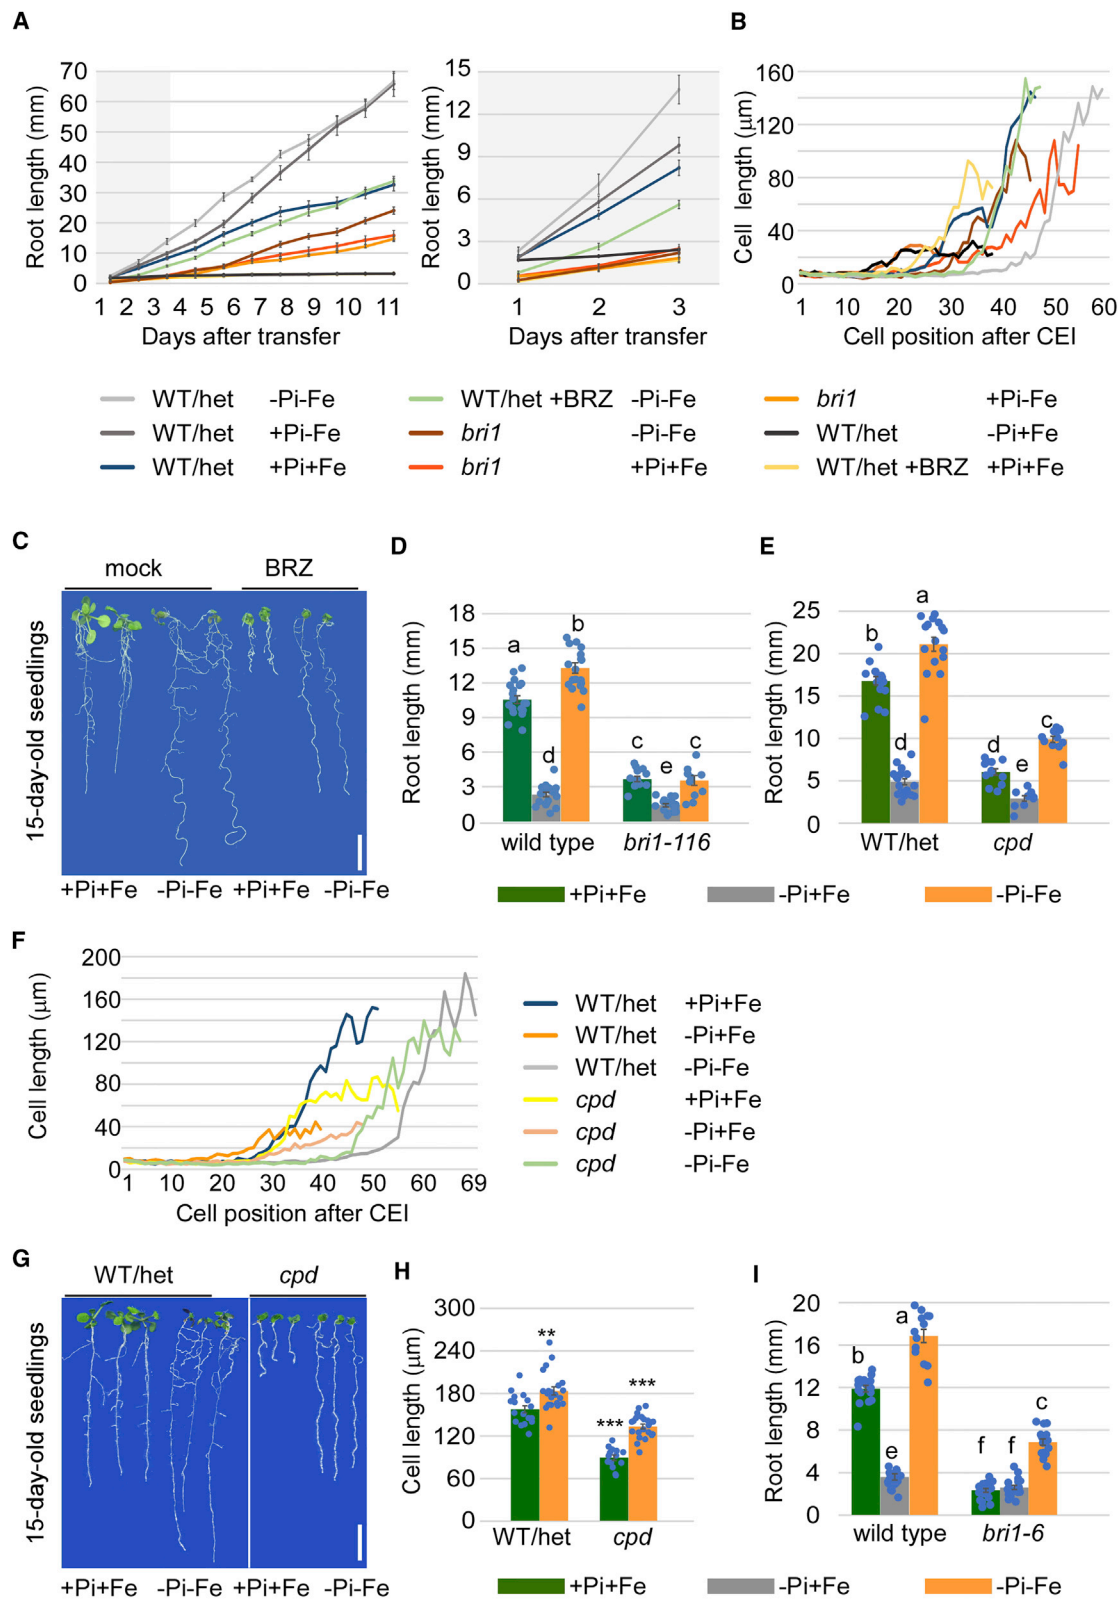 A
B
Root length (mm)
70
60
50
40
30
20
10
0
1 2 3 4 5 6 7 8 9 10 11
Days after transfer
Root length (mm)
15
12
9
6
3
0
1 2 3
Days after transfer
Cell length (μm)
160
120
80
40
0
1 10 20 30 40 50 60
Cell position after CEI
WT/het -Pi-Fe
WT/het +Pi-Fe
WT/het +Pi+Fe
WT/het +BRZ -Pi-Fe
bri1 -Pi-Fe
bri1 +Pi+Fe
bri1 +Pi-Fe
WT/het -Pi+Fe
WT/het +BRZ +Pi+Fe
C
mock BRZ
15-day-old seedlings
+Pi+Fe -Pi-Fe +Pi+Fe -Pi-Fe
D
Root length (mm)
18
15
12
9
6
3
0
a d b c e c
wild type bri1-116
E
Root length (mm)
25
20
15
10
5
0
b d a d e c
WT/het cpd
+Pi+Fe -Pi+Fe -Pi-Fe
F
Cell length (μm)
200
160
120
80
40
0
1 10 20 30 40 50 60 69
Cell position after CEI
WT/het +Pi+Fe
WT/het -Pi+Fe
WT/het -Pi-Fe
cpd +Pi+Fe
cpd -Pi+Fe
cpd -Pi-Fe
G
WT/het cpd
15-day-old seedlings
+Pi+Fe -Pi-Fe +Pi+Fe -Pi-Fe
H
Cell length (μm)
300
240
180
120
60
0
** *** ***
WT/het cpd
I
Root length (mm)
20
16
12
8
4
0
b e a f f c
wild type bri1-6
+Pi+Fe -Pi+Fe -Pi-Fe